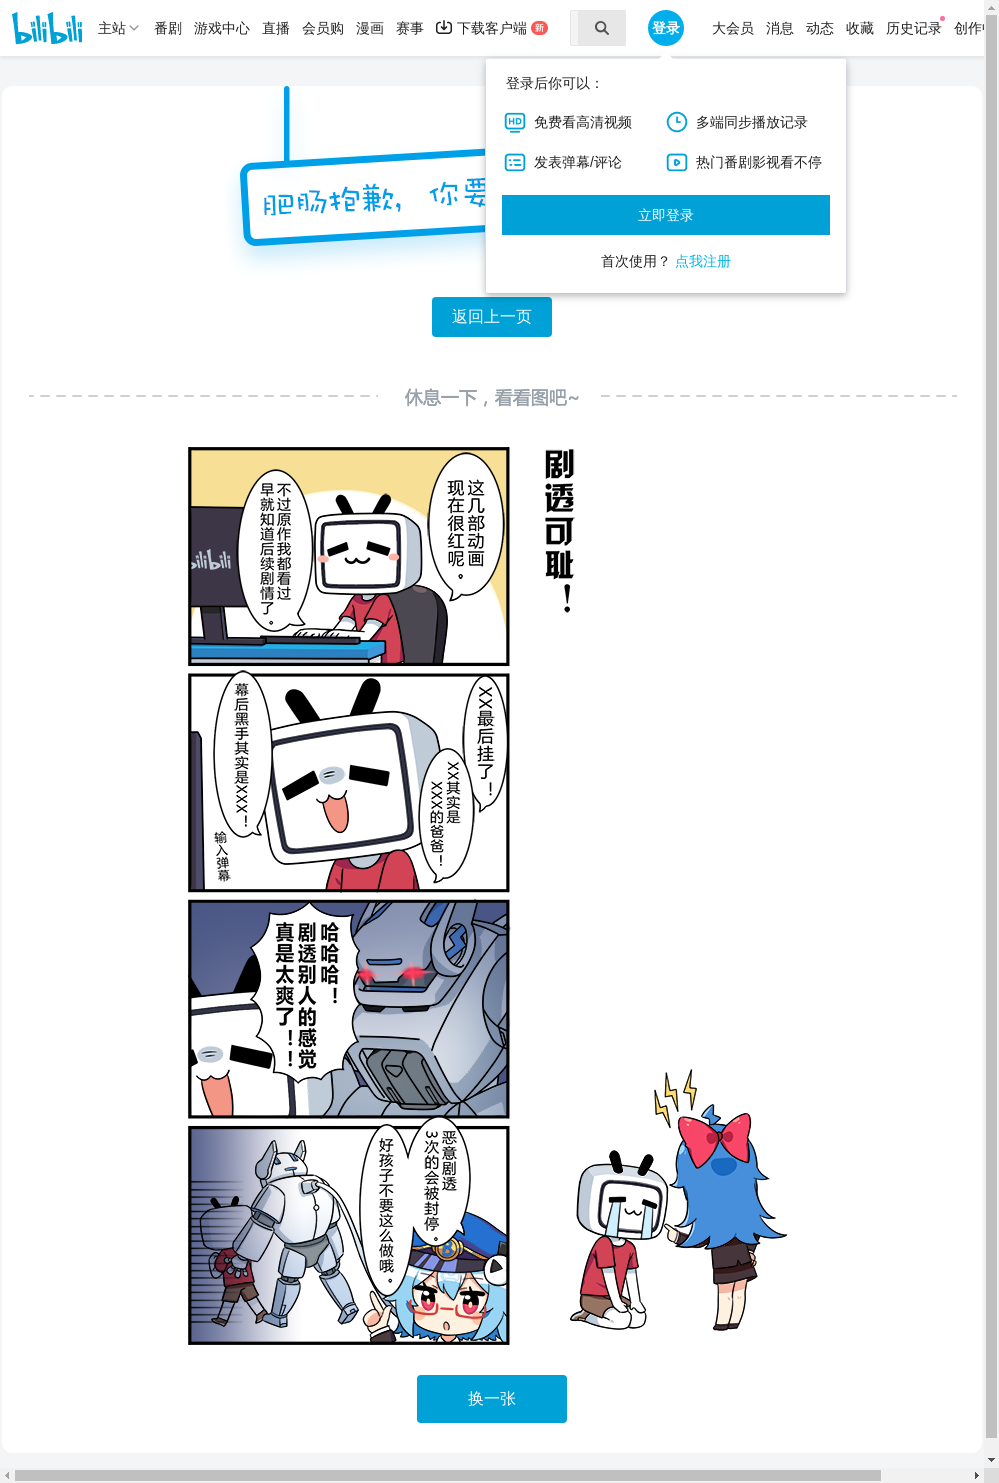 bilibili
主站
番剧
游戏中心
直播
会员购
漫画
赛事
下载客户端
新
登录
大会员
消息
动态
收藏
历史记录
创作
登录后你可以：
免费看高清视频
多端同步播放记录
发表弹幕/评论
热门番剧影视看不停
立即登录
首次使用？ 点我注册
肥肠抱歉，你要
返回上一页
休息一下，看看图吧~
剧透可耻！
这几部动画
现在很红呢。
不过原作我都看过
早就知道后续剧情了。
bilibili
XX最后挂了！
XX其实是
XXX的爸爸！
幕后黑手其实是XXX！
输入弹幕
哈哈哈！
剧透别人的感觉
真是太爽了！！
恶意剧透
3次的会被封停。
好孩子不要这么做哦。
换一张